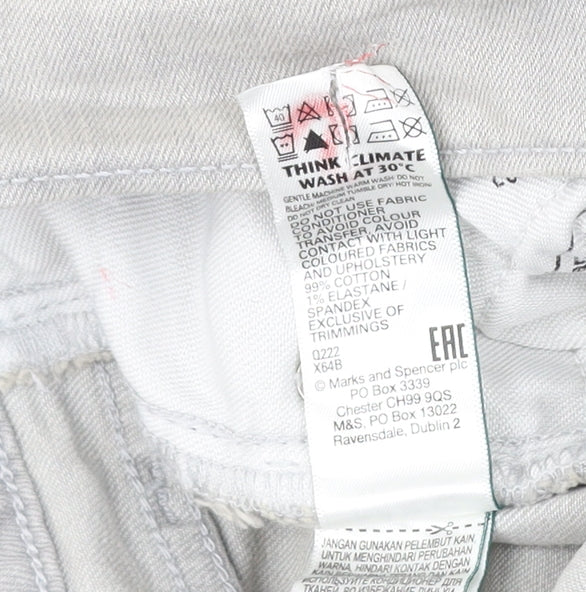 40
THINK CLIMATE
WASH AT 30°C
GENTLE MACHINE WARM WASH DO NOT
BLEACH MEDIUM TUMBLE DRY HOT IRON
DO NOT DRY CLEAN
DO NOT USE FABRIC
CONDITIONER
TO AVOID COLOUR
TRANSFER, AVOID
CONTACT WITH LIGHT
COLOURED FABRICS
AND UPHOLSTERY
99% COTTON
1% ELASTANE /
SPANDEX
EXCLUSIVE OF
TRIMMINGS
Q222
X64B
EAC
© Marks and Spencer plc
PO Box 3339
Chester CH99 9QS
M&S, PO Box 13022
Ravensdale, Dublin 2
JANGAN GUNAKAN PELEMBUT KAIN
UNTUK MENGHINDARI PERUBAHAN
WARNA, HINDARI KONTAK DENGAN